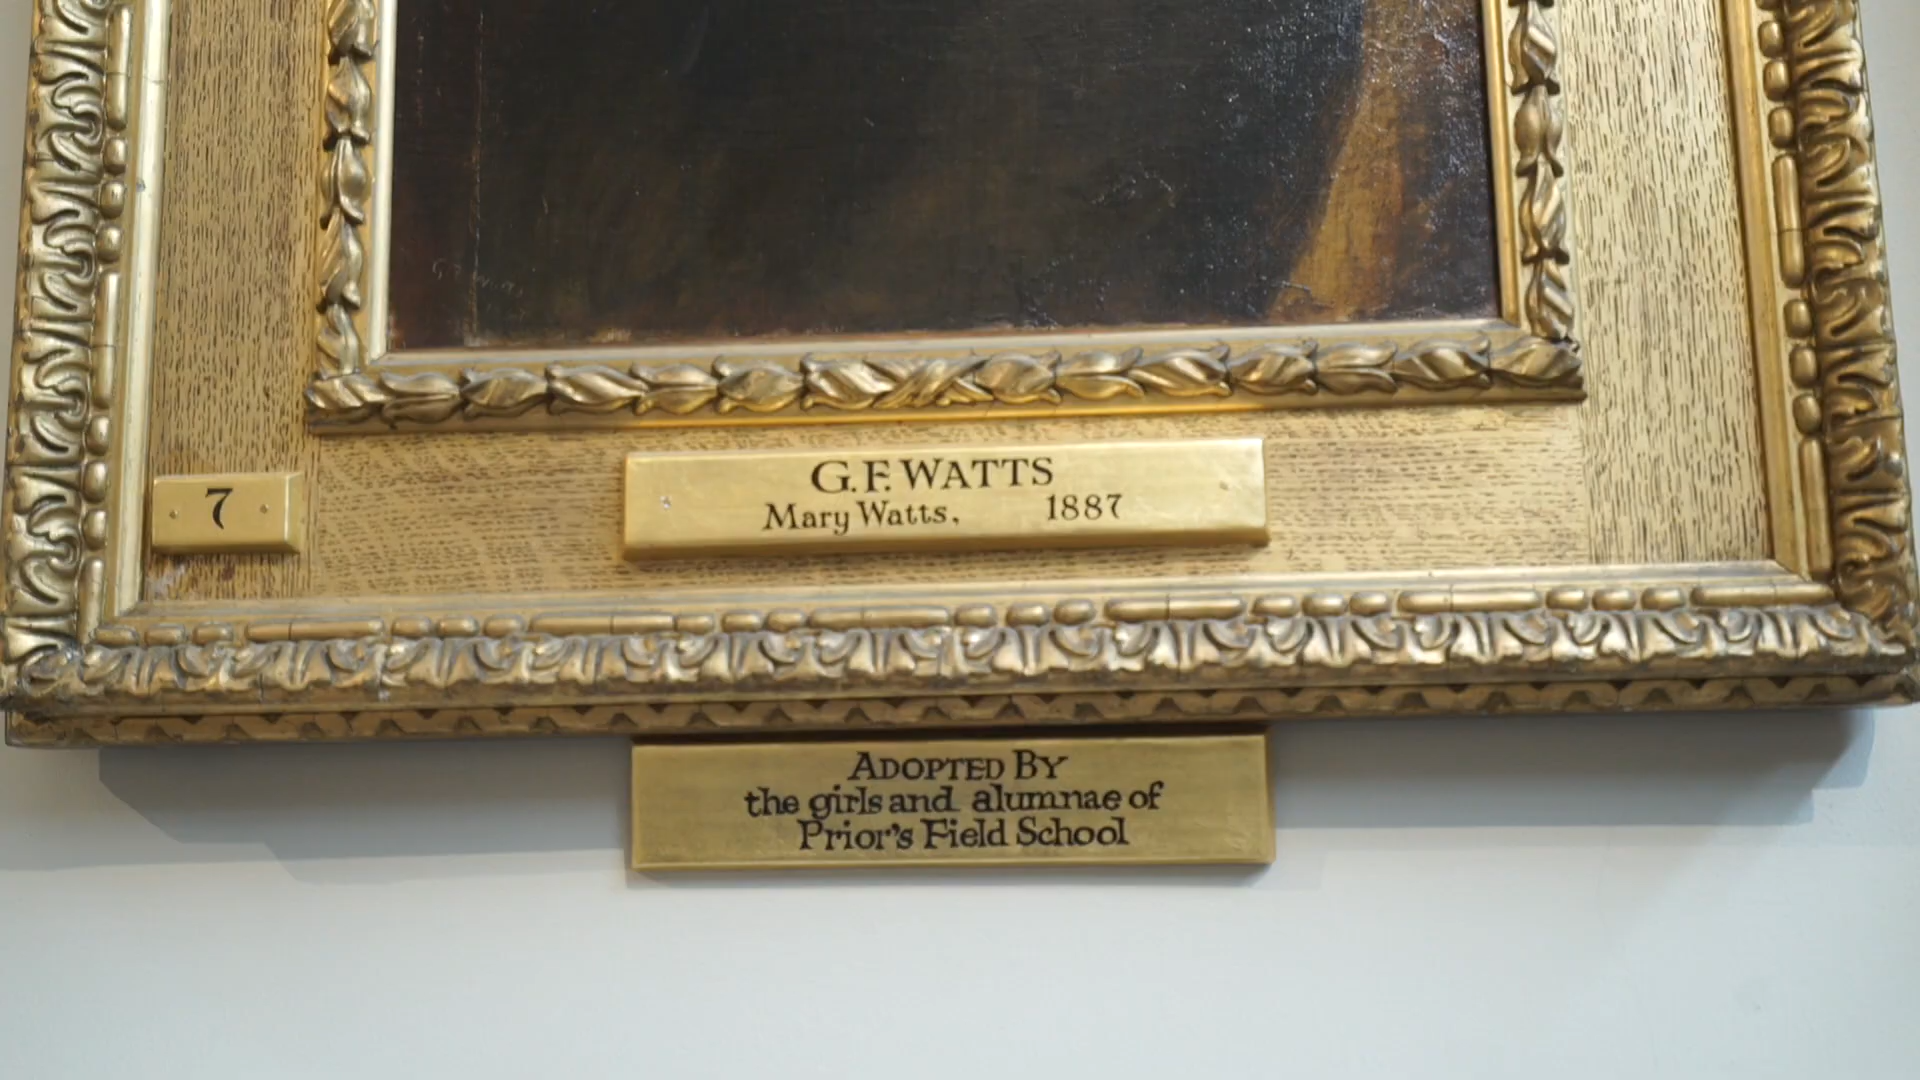 7
G.F. WATTS
Mary Watts, 1887
ADOPTED BY
the girls and alumnae of
Prior's Field School